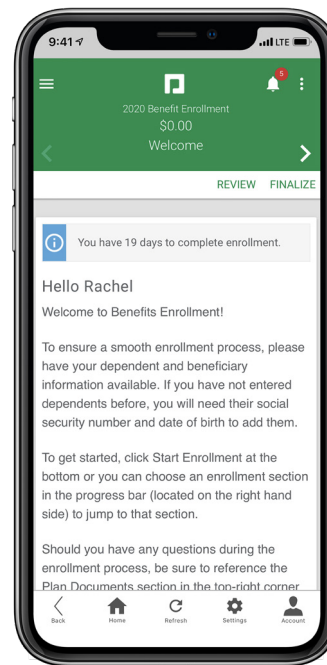 9:41
LTE
5
2020 Benefit Enrollment
$0.00
Welcome
REVIEW FINALIZE
You have 19 days to complete enrollment.
Hello Rachel
Welcome to Benefits Enrollment!
To ensure a smooth enrollment process, please
have your dependent and beneficiary
information available. If you have not entered
dependents before, you will need their social
security number and date of birth to add them.
To get started, click Start Enrollment at the
bottom or you can choose an enrollment section
in the progress bar (located on the right hand
side) to jump to that section.
Should you have any questions during the
enrollment process, be sure to reference the
Plan Documents section in the top-right corner
Back Home Refresh Settings Account